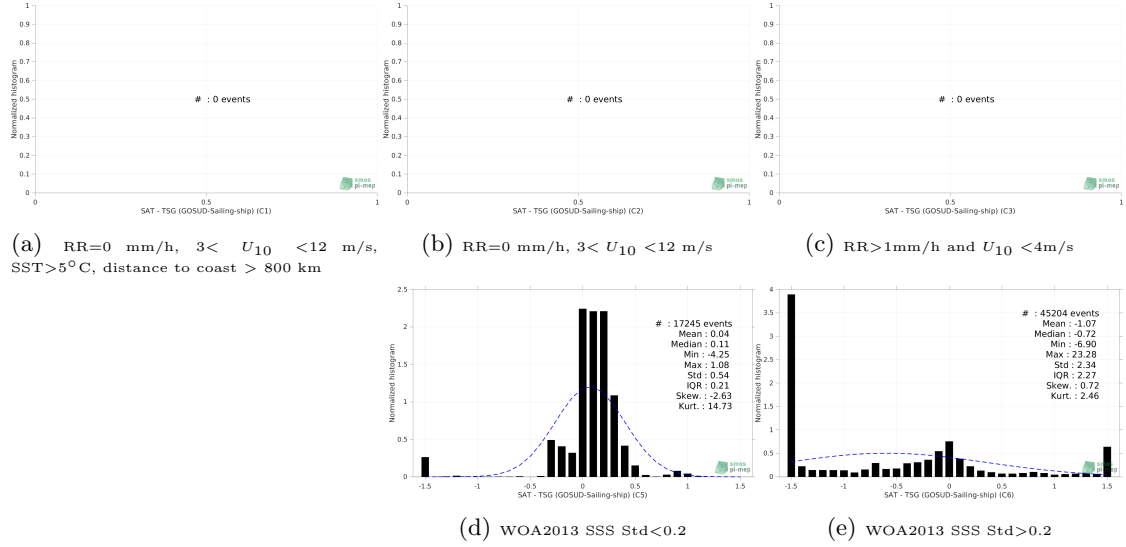 1
0.9
0.8
0.7
0.6
0.5
0.4
0.3
0.2
0.1
0
Normalized histogram
# : 0 events
smos
pi-mep
0 0.5 1
SAT - TSG (GOSUD-Sailing-ship) (C1)
(a) RR=0 mm/h, 3< U10 <12 m/s,
SST>5°C, distance to coast > 800 km
1
0.9
0.8
0.7
0.6
0.5
0.4
0.3
0.2
0.1
0
Normalized histogram
# : 0 events
smos
pi-mep
0 0.5 1
SAT - TSG (GOSUD-Sailing-ship) (C2)
(b) RR=0 mm/h, 3< U10 <12 m/s
1
0.9
0.8
0.7
0.6
0.5
0.4
0.3
0.2
0.1
0
Normalized histogram
# : 0 events
smos
pi-mep
0 0.5 1
SAT - TSG (GOSUD-Sailing-ship) (C3)
(c) RR>1mm/h and U10 <4m/s
2.5
2
1.5
1
0.5
0
Normalized histogram
# : 17245 events
Mean : 0.04
Median : 0.11
Min : -4.25
Max : 1.08
Std : 0.54
IQR : 0.21
Skew. : -2.63
Kurt. : 14.73
smos
pi-mep
-1.5 -1 -0.5 0 0.5 1 1.5
SAT - TSG (GOSUD-Sailing-ship) (C5)
(d) WOA2013 SSS Std<0.2
4
3.5
3
2.5
2
1.5
1
0.5
0
Normalized histogram
# : 45204 events
Mean : -1.07
Median : -0.72
Min : -6.90
Max : 23.28
Std : 2.34
IQR : 2.27
Skew. : 0.72
Kurt. : 2.46
smos
pi-mep
-1.5 -1 -0.5 0 0.5 1 1.5
SAT - TSG (GOSUD-Sailing-ship) (C6)
(e) WOA2013 SSS Std>0.2